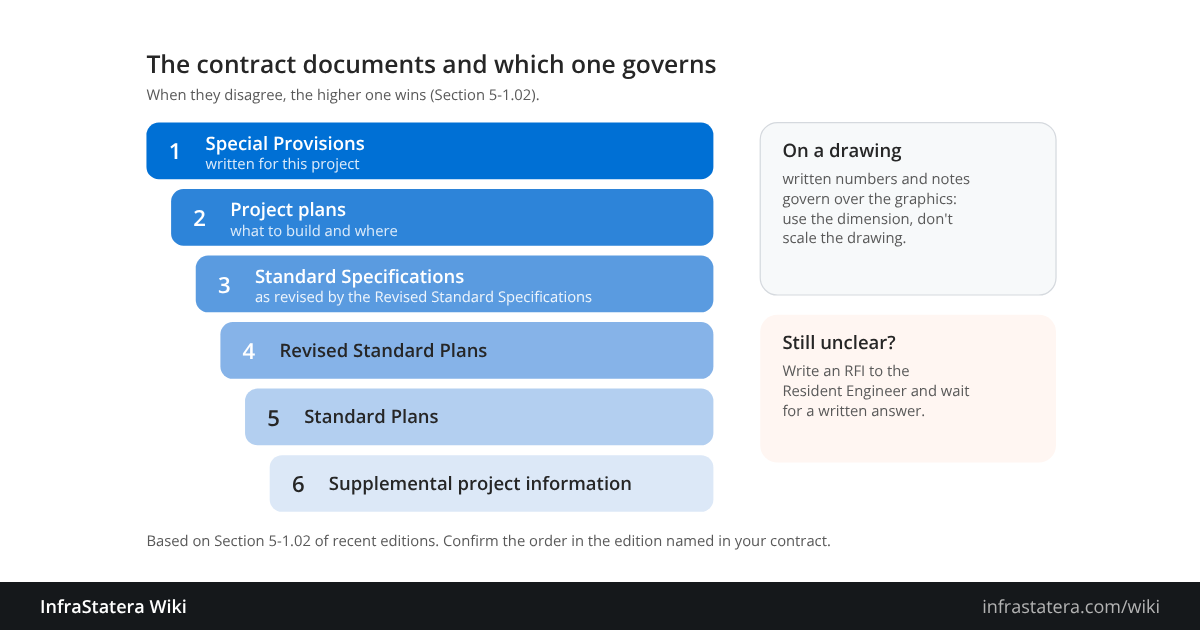 The contract documents and which one governs
When they disagree, the higher one wins (Section 5-1.02).
1 Special Provisions
written for this project
2 Project plans
what to build and where
3 Standard Specifications
as revised by the Revised Standard Specifications
4 Revised Standard Plans
5 Standard Plans
6 Supplemental project information
On a drawing
written numbers and notes
govern over the graphics:
use the dimension, don't
scale the drawing.
Still unclear?
Write an RFI to the
Resident Engineer and wait
for a written answer.
Based on Section 5-1.02 of recent editions. Confirm the order in the edition named in your contract.
InfraStatera Wiki
infrastatera.com/wiki